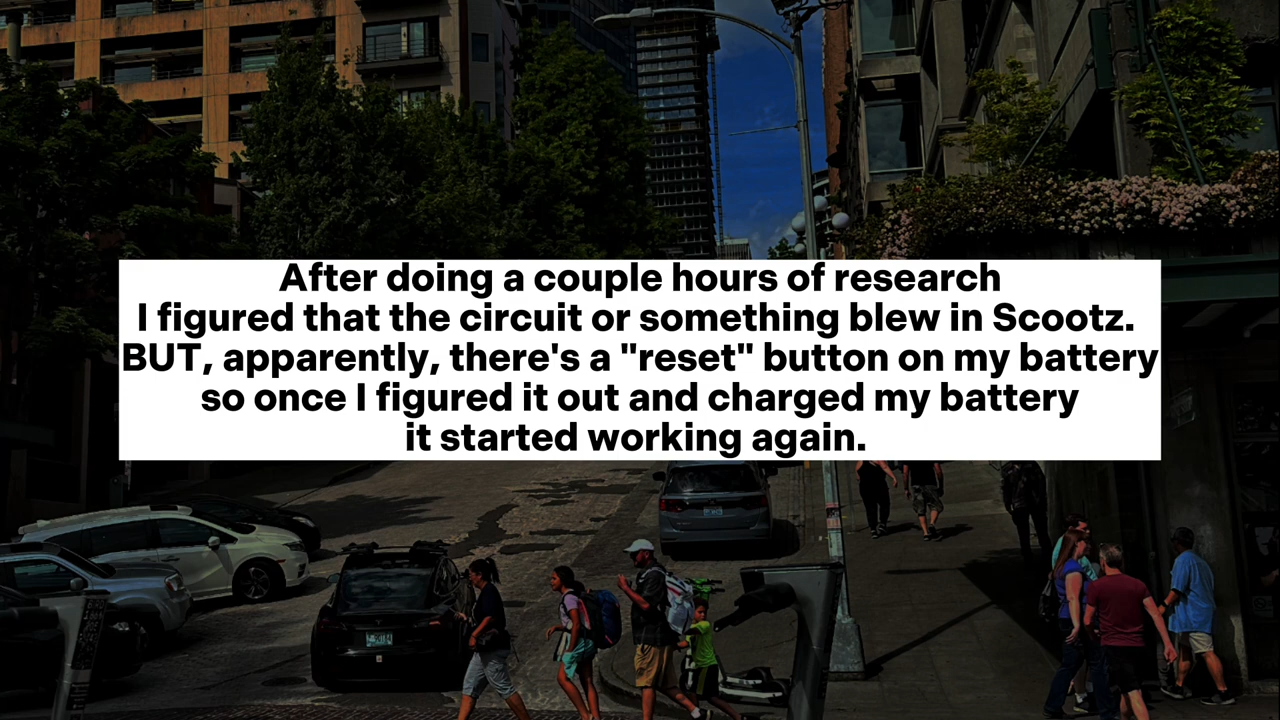 After doing a couple hours of research
I figured that the circuit or something blew in Scootz.
BUT, apparently, there's a "reset" button on my battery
so once I figured it out and charged my battery
it started working again.